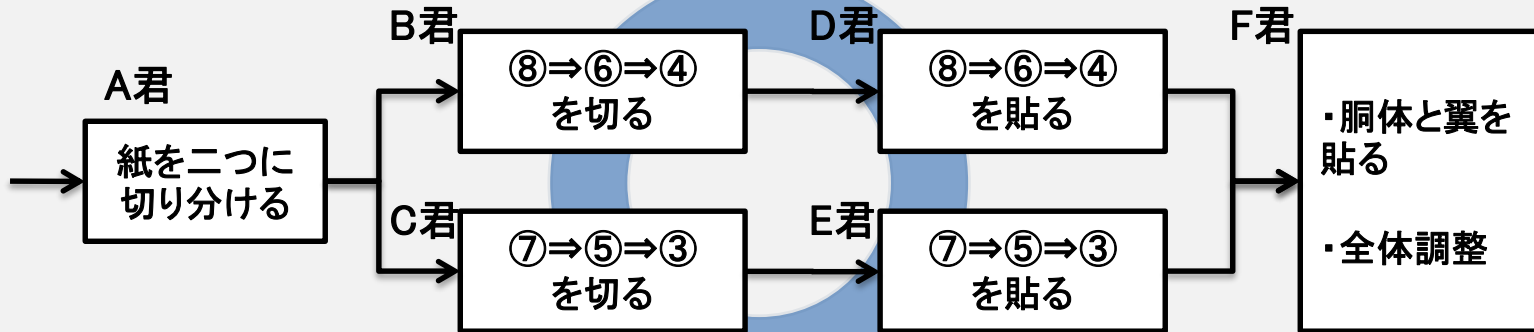 A君
紙を二つに
切り分ける
B君
⑧⇒⑥⇒④
を切る
C君
⑦⇒⑤⇒③
を切る
D君
⑧⇒⑥⇒④
を貼る
E君
⑦⇒⑤⇒③
を貼る
F君
・胴体と翼を
貼る
・全体調整